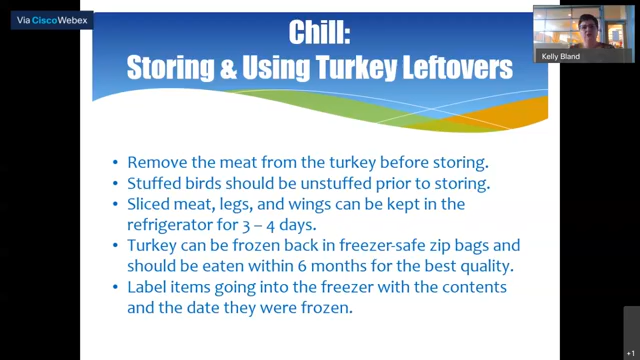 Via Cisco Webex
Chill:
Storing & Using Turkey Leftovers
Kelly Bland
• Remove the meat from the turkey before storing.
• Stuffed birds should be unstuffed prior to storing.
• Sliced meat, legs, and wings can be kept in the
refrigerator for 3 – 4 days.
• Turkey can be frozen back in freezer-safe zip bags and
should be eaten within 6 months for the best quality.
• Label items going into the freezer with the contents
and the date they were frozen.
+1